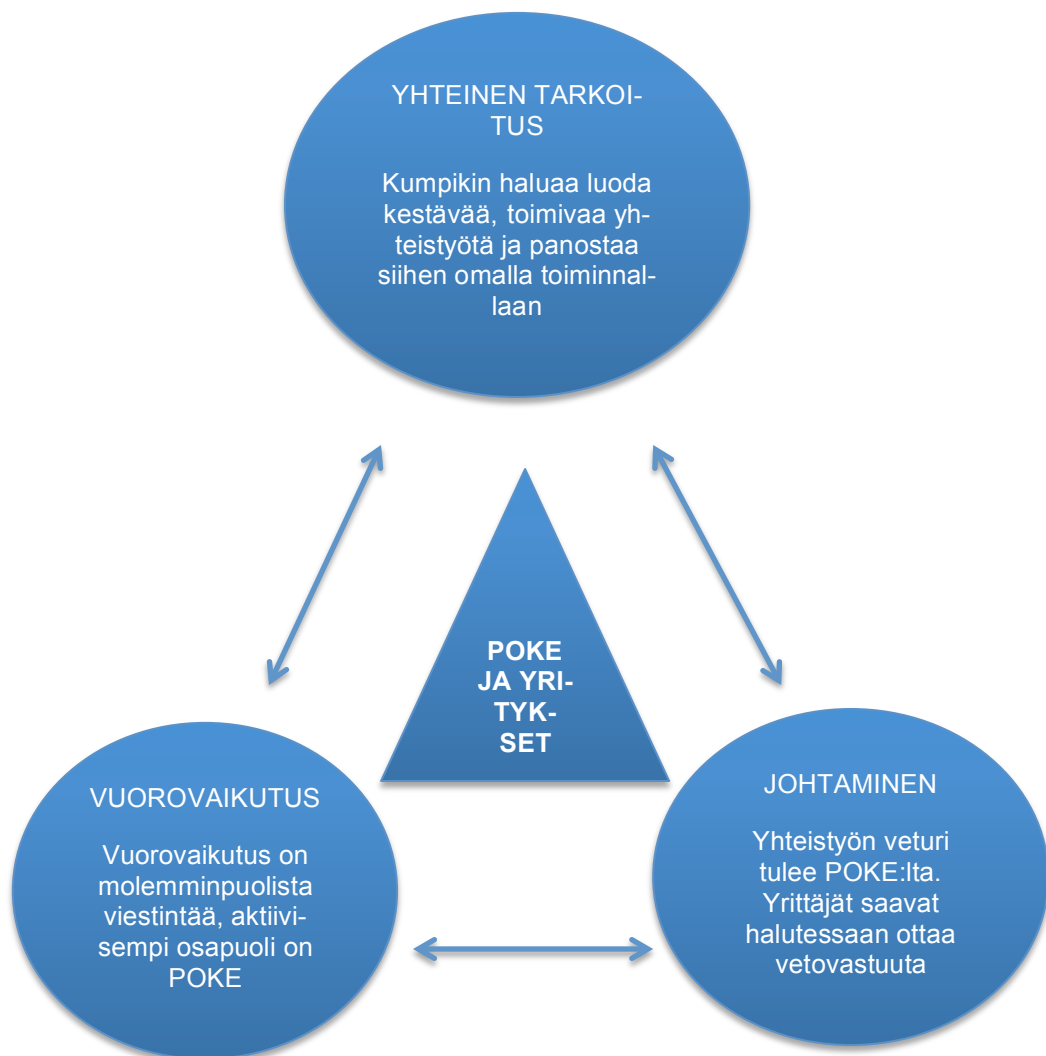 YHTEINEN TARKOI-
TUS
Kumpikin haluaa luoda
kestävää, toimivaa yh-
teistyötä ja panostaa
siihen omalla toiminnal-
laan
POKE
JA YRI-
TYK-
SET
VUOROVAIKUTUS
Vuorovaikutus on
molemminpuolista
viestintää, aktiivi-
sempi osapuoli on
POKE
JOHTAMINEN
Yhteistyön veturi
tulee POKE:lta.
Yrittäjät saavat
halutessaan ottaa
vetovastuuta